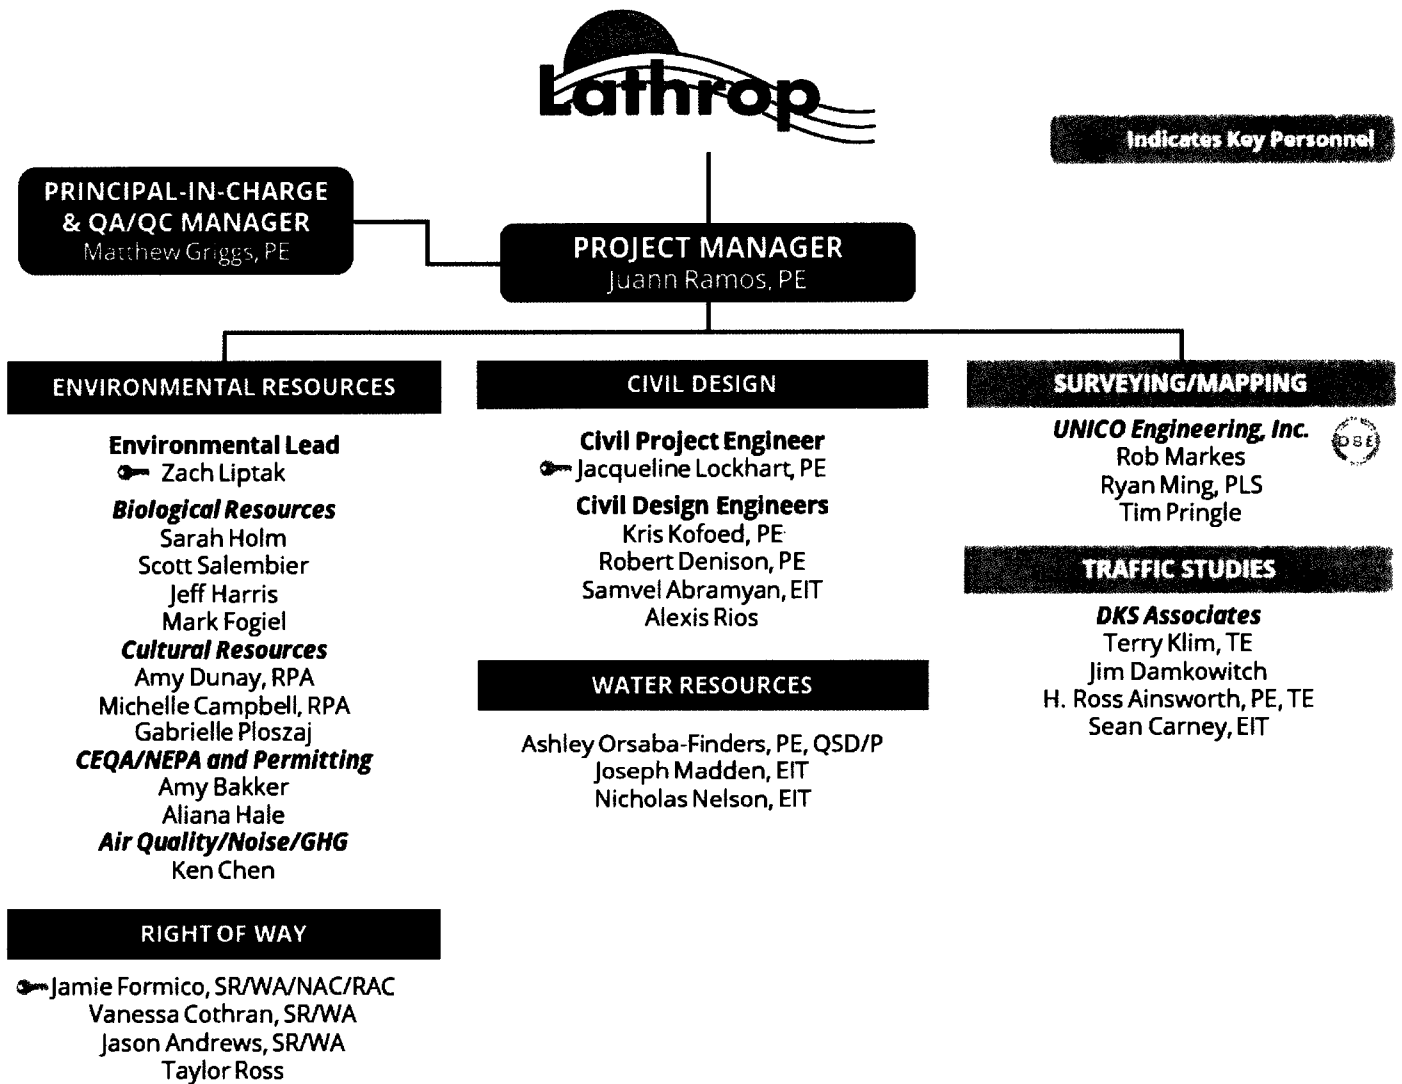 Lathrop
Indicates Key Personnel
PRINCIPAL-IN-CHARGE
& QA/QC MANAGER
Matthew Griggs, PE
PROJECT MANAGER
Juann Ramos, PE
ENVIRONMENTAL RESOURCES
Environmental Lead
Zach Liptak
Biological Resources
Sarah Holm
Scott Salembier
Jeff Harris
Mark Fogiel
Cultural Resources
Amy Dunay, RPA
Michelle Campbell, RPA
Gabrielle Ploszaj
CEQA/NEPA and Permitting
Amy Bakker
Aliana Hale
Air Quality/Noise/GHG
Ken Chen
RIGHT OF WAY
Jamie Formico, SR/WA/NAC/RAC
Vanessa Cothran, SR/WA
Jason Andrews, SR/WA
Taylor Ross
CIVIL DESIGN
Civil Project Engineer
Jacqueline Lockhart, PE
Civil Design Engineers
Kris Kofoed, PE
Robert Denison, PE
Samvel Abramyan, EIT
Alexis Rios
WATER RESOURCES
Ashley Orsaba-Finders, PE, QSD/P
Joseph Madden, EIT
Nicholas Nelson, EIT
SURVEYING/MAPPING
UNICO Engineering, Inc.
Rob Markes
Ryan Ming, PLS
Tim Pringle
TRAFFIC STUDIES
DKS Associates
Terry Klim, TE
Jim Damkowitch
H. Ross Ainsworth, PE, TE
Sean Carney, EIT